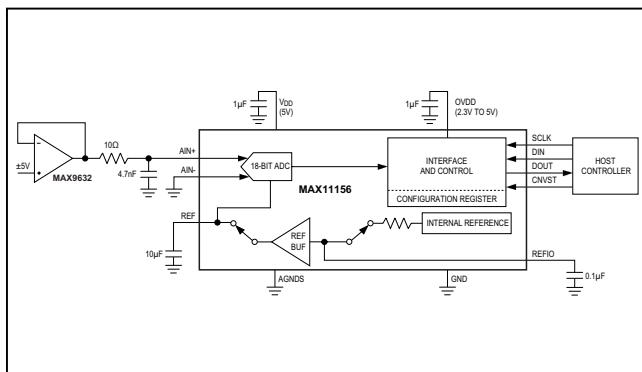 1µF
VDD
(5V)
1µF
OVDD
(2.3V TO 5V)
±5V
MAX9632
10Ω
4.7nF
AIN+
AIN-
18-BIT ADC
MAX11156
INTERFACE
AND CONTROL
CONFIGURATION REGISTER
SCLK
DIN
DOUT
CNVST
HOST
CONTROLLER
REF
10µF
REF
BUF
INTERNAL REFERENCE
REFIO
0.1µF
AGNDS
GND